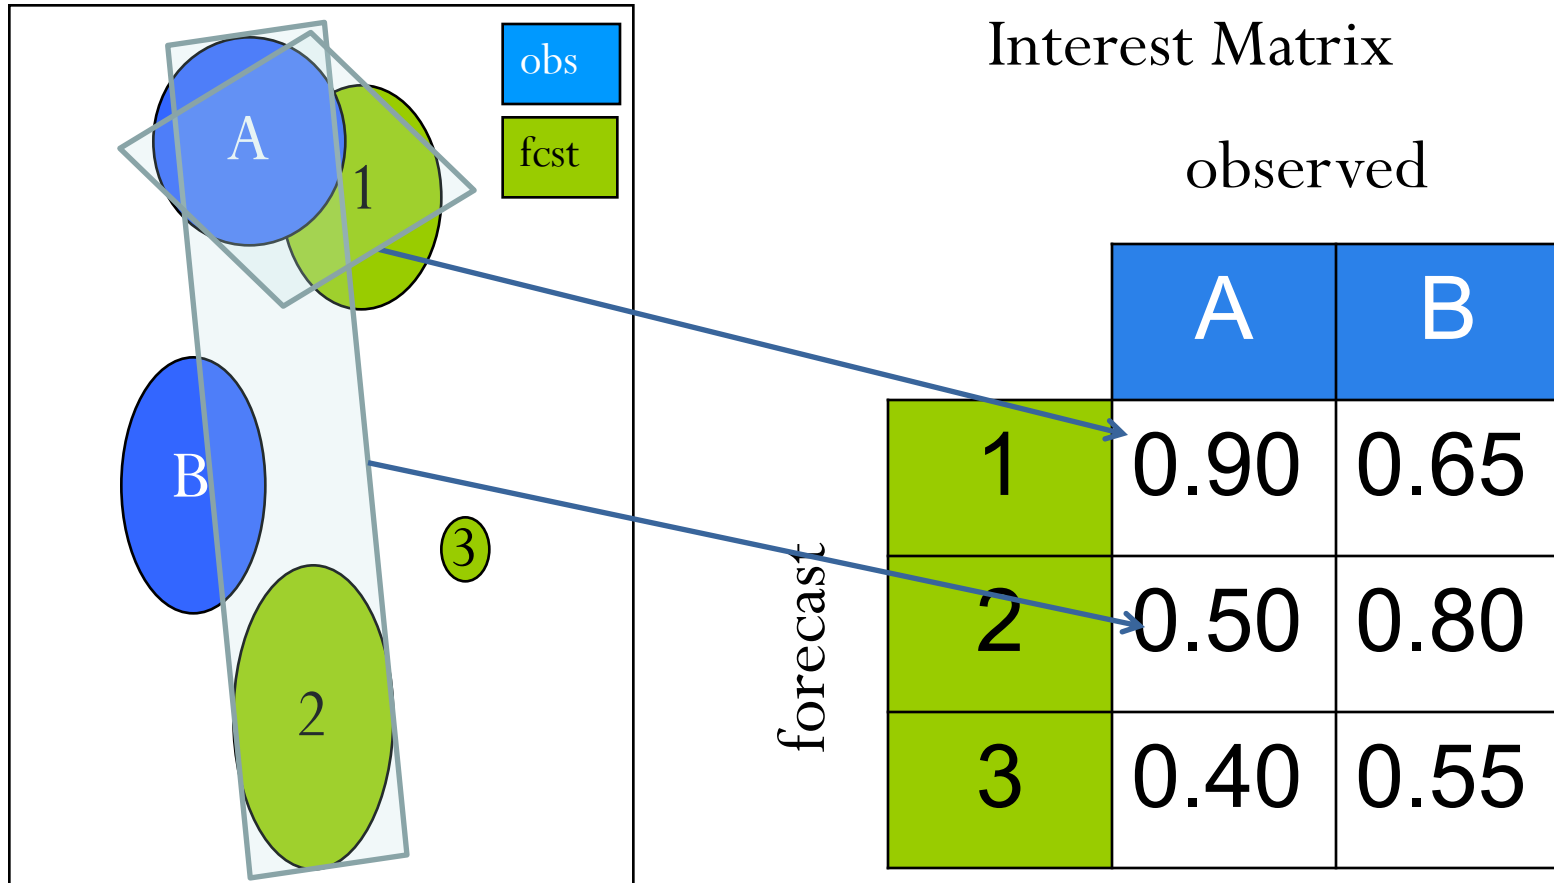 obs
fcst
A
1
B
3
2
Interest Matrix
observed
forecast
A B
1 0.90 0.65
2 0.50 0.80
3 0.40 0.55